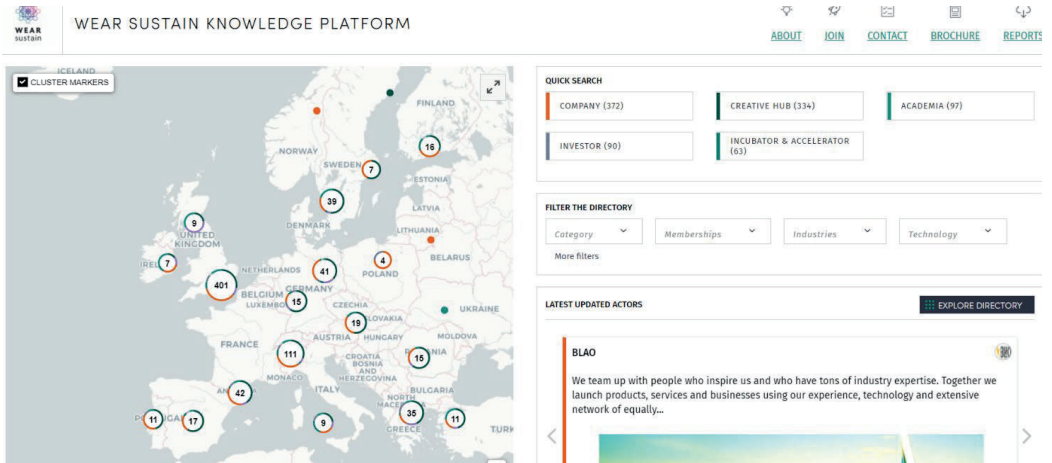 WEAR
sustain
WEAR SUSTAIN KNOWLEDGE PLATFORM
ABOUT
JOIN
CONTACT
BROCHURE
REPORTS
CLUSTER MARKERS
ICELAND
FINLAND
NORWAY
16
SWEDEN
7
ESTONIA
39
LATVIA
9
DENMARK
LITHUANIA
UNITED
KINGDOM
7
4
BELARUS
NETHERLANDS
41
POLAND
401
GERMANY
BELGIUM
15
CZECHIA
UKRAINE
19
AUSTRIA
HUNGARY
MOLDOVA
FRANCE
111
CROATIA
15
BOSNIA
AND
HERZEGOVINA
MONACO
ITALY
BULGARIA
42
NORTH
35
11
17
9
11
GREECE
TURK
QUICK SEARCH
COMPANY (372)
CREATIVE HUB (334)
ACADEMIA (97)
INVESTOR (90)
INCUBATOR & ACCELERATOR
(63)
FILTER THE DIRECTORY
Category
Memberships
Industries
Technology
More filters
LATEST UPDATED ACTORS
EXPLORE DIRECTORY
BLAO
We team up with people who inspire us and who have tons of industry expertise. Together we
launch products, services and businesses using our experience, technology and extensive
network of equally...